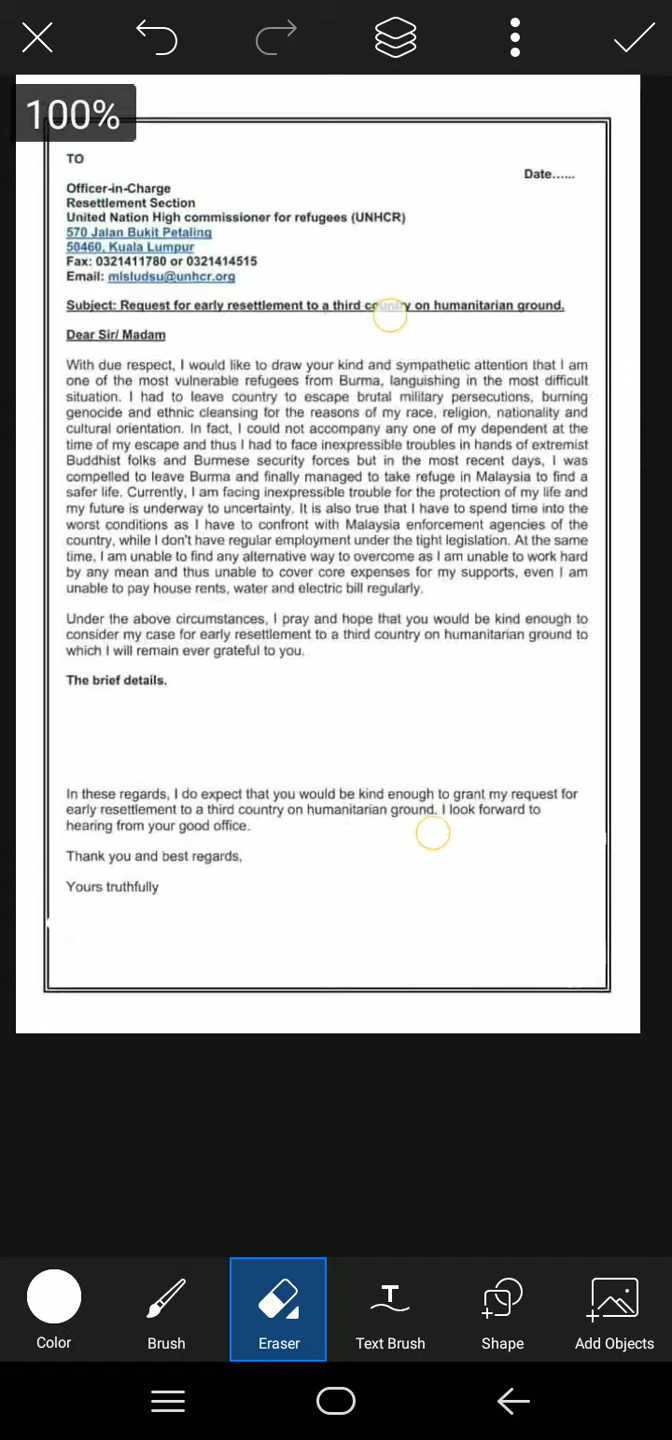 100%
TO
Date......
Officer-in-Charge
Resettlement Section
United Nation High commissioner for refugees (UNHCR)
570 Jalan Bukit Petaling
50460, Kuala Lumpur
Fax: 0321411780 or 0321414515
Email: mlsludsu@unhcr.org
Subject: Request for early resettlement to a third country on humanitarian ground.
Dear Sir/ Madam
With due respect, I would like to draw your kind and sympathetic attention that I am
one of the most vulnerable refugees from Burma, languishing in the most difficult
situation. I had to leave country to escape brutal military persecutions, burning
genocide and ethnic cleansing for the reasons of my race, religion, nationality and
cultural orientation. In fact, I could not accompany any one of my dependent at the
time of my escape and thus I had to face inexpressible troubles in hands of extremist
Buddhist folks and Burmese security forces but in the most recent days, I was
compelled to leave Burma and finally managed to take refuge in Malaysia to find a
safer life. Currently, I am facing inexpressible trouble for the protection of my life and
my future is underway to uncertainty. It is also true that I have to spend time into the
worst conditions as I have to confront with Malaysia enforcement agencies of the
country, while I don't have regular employment under the tight legislation. At the same
time, I am unable to find any alternative way to overcome as I am unable to work hard
by any mean and thus unable to cover core expenses for my supports, even I am
unable to pay house rents, water and electric bill regularly.
Under the above circumstances, I pray and hope that you would be kind enough to
consider my case for early resettlement to a third country on humanitarian ground to
which I will remain ever grateful to you.
The brief details.
In these regards, I do expect that you would be kind enough to grant my request for
early resettlement to a third country on humanitarian ground. I look forward to
hearing from your good office.
Thank you and best regards,
Yours truthfully
Color
Brush
Eraser
Text Brush
Shape
Add Objects